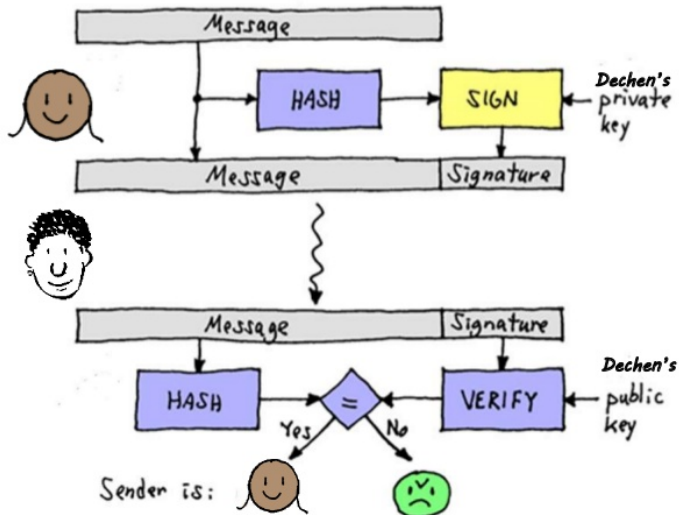 Message
HASH
SIGN
Dechen's
private
key
Message
Signature
Message
Signature
HASH
=
VERIFY
Dechen's
public
key
Yes
No
Sender is: